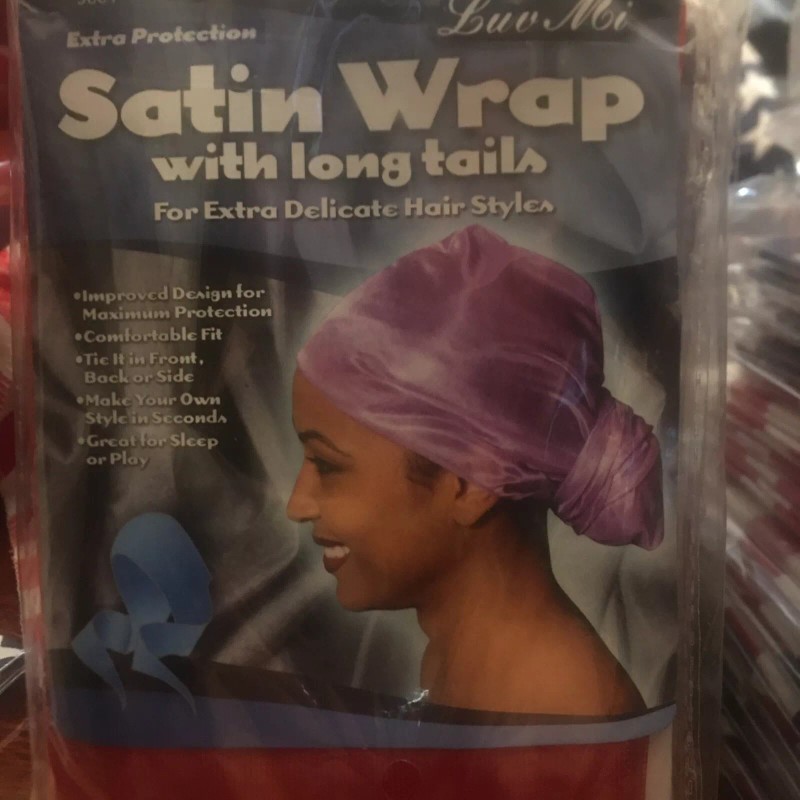 Luv Mi
Extra Protection
Satin Wrap
with long tails
For Extra Delicate Hair Styles
•Improved Design for
Maximum Protection
•Comfortable Fit
•Tie It in Front,
Back or Side
•Make Your Own
Style in Seconds
•Great for Sleep
or Play